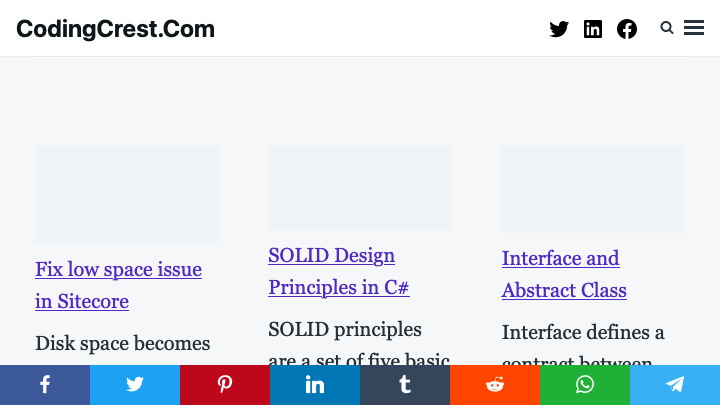 CodingCrest.Com
Fix low space issue
in Sitecore
Disk space becomes
SOLID Design
Principles in C#
SOLID principles
are a set of five basic
Interface and
Abstract Class
Interface defines a
contract between